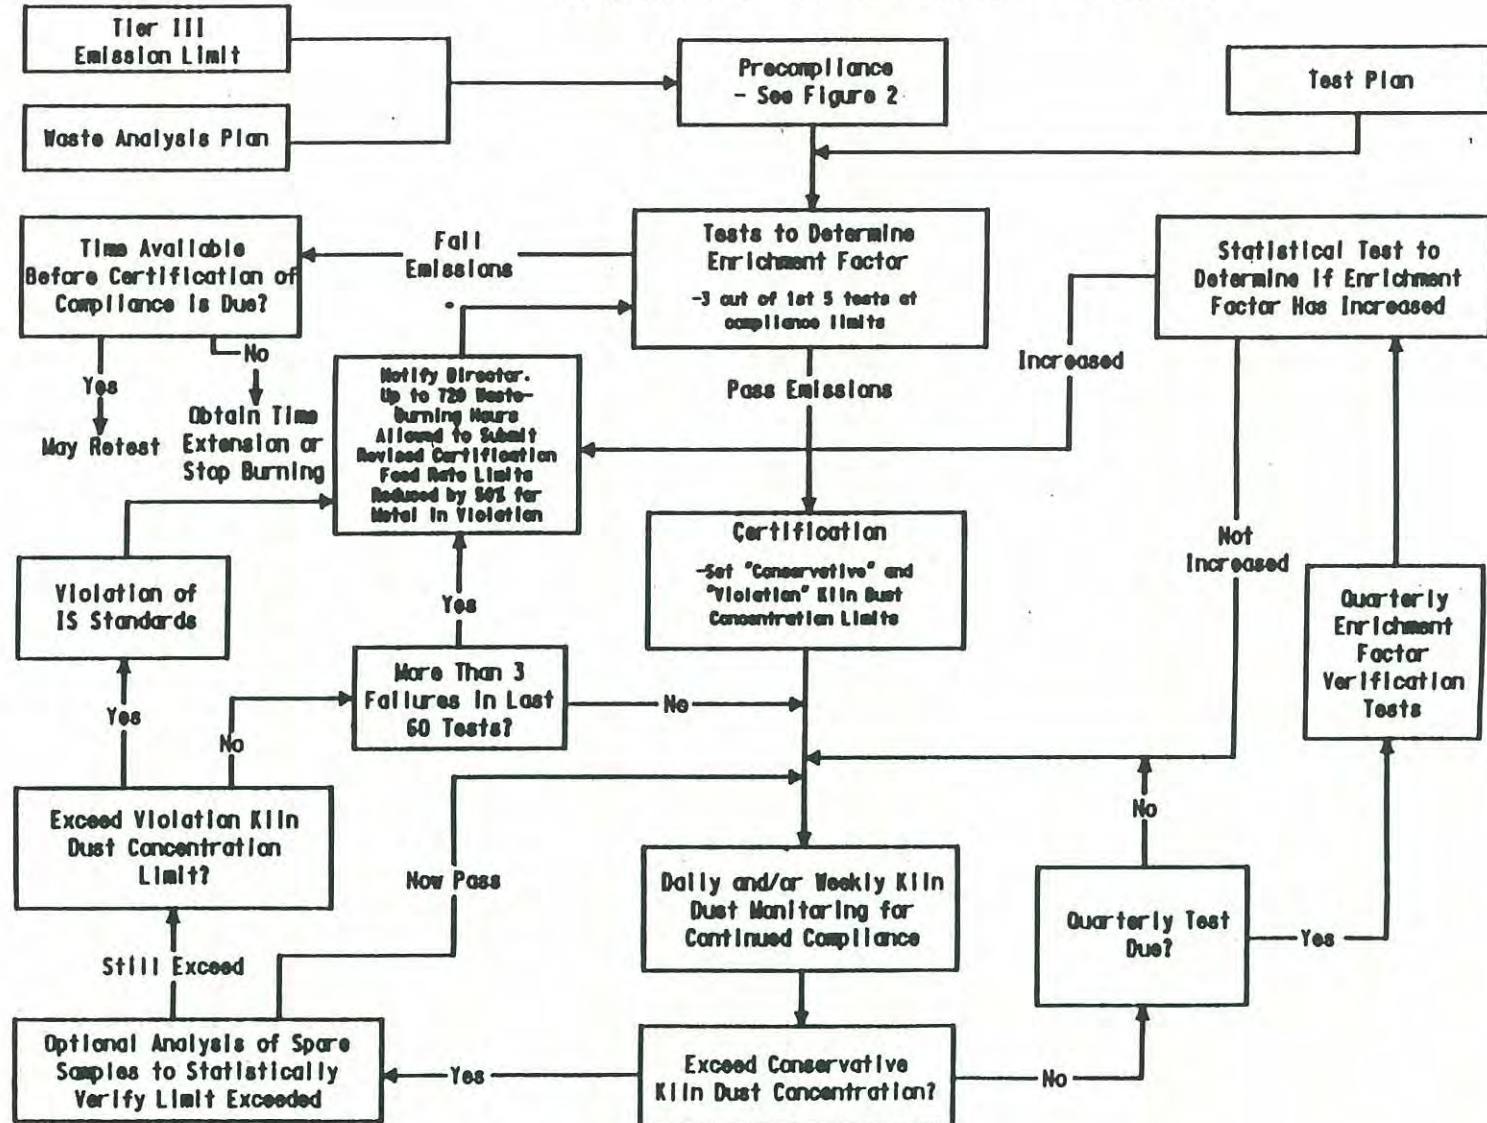 Tier III
Emission Limit
Waste Analysis Plan
Precompliance
- See Figure 2
Test Plan
Time Available
Before Certification of
Compliance is Due?
Fail
Emissions
Tests to Determine
Enrichment Factor
-3 out of 1st 5 tests at
compliance limits
Statistical Test to
Determine if Enrichment
Factor Has Increased
Yes
No
May Retest
Obtain Time
Extension or
Stop Burning
Notify Director.
Up to 720 Waste-
Burning Hours
Allowed to Submit
Revised Certification
Feed Rate Limits
Reduced by 50% for
Metal in Violation
Pass Emissions
Increased
Not
Increased
Certification
-Set "Conservative" and
"Violation" Kiln Dust
Concentration Limits
Violation of
IS Standards
Yes
Quarterly
Enrichment
Factor
Verification
Tests
More Than 3
Failures in Last
60 Tests?
No
Yes
No
Exceed Violation Kiln
Dust Concentration
Limit?
Now Pass
No
Daily and/or Weekly Kiln
Dust Monitoring for
Continued Compliance
Quarterly Test
Due?
Yes
Still Exceed
Optional Analysis of Spare
Samples to Statistically
Verify Limit Exceeded
Yes
Exceed Conservative
Kiln Dust Concentration?
No